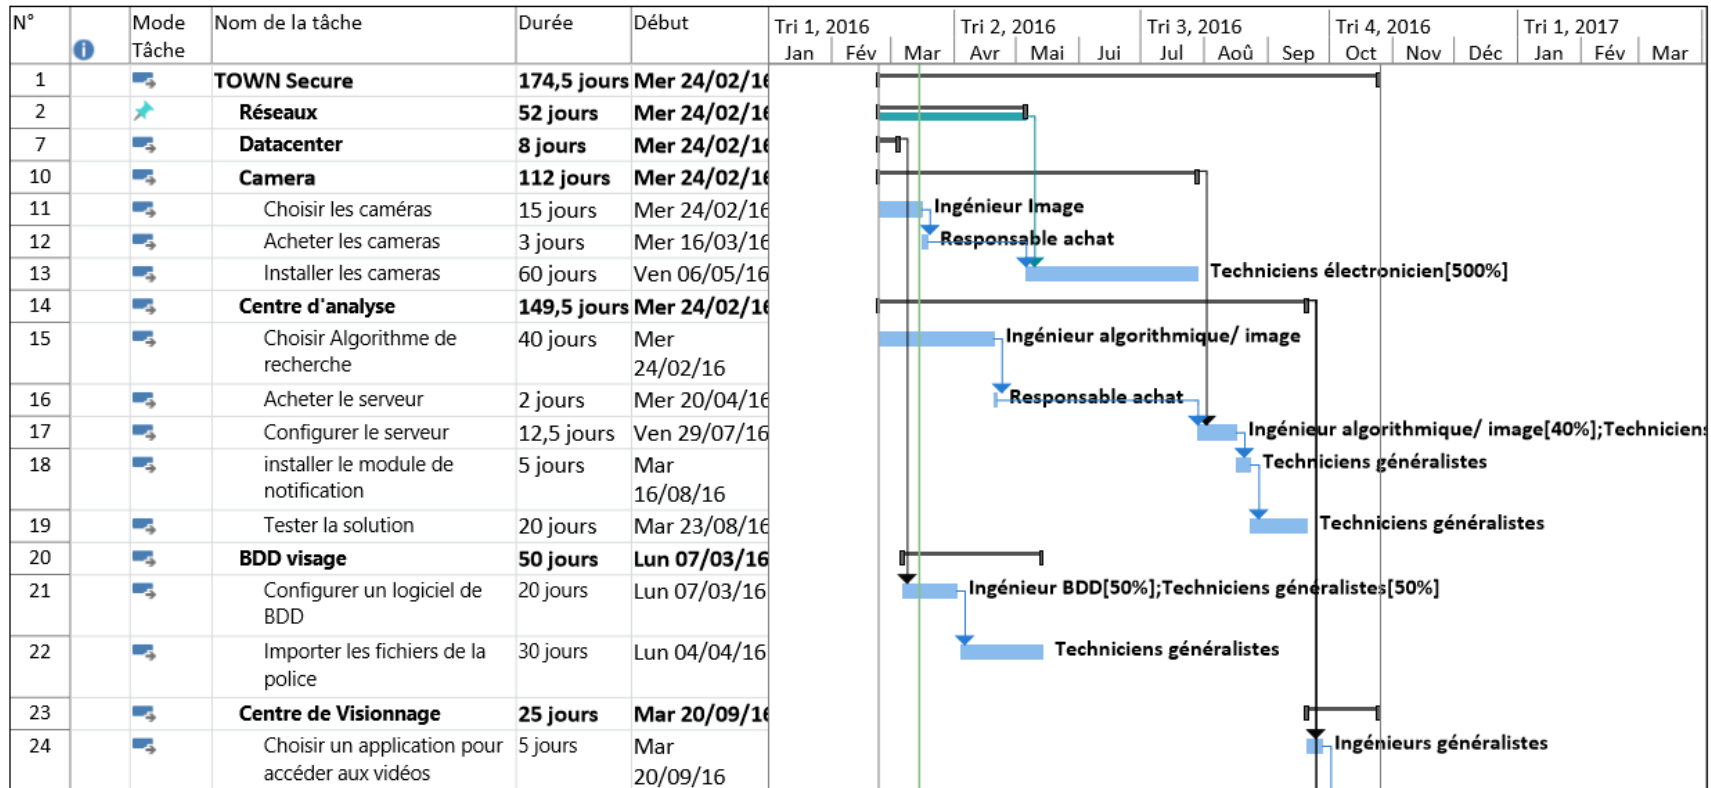 N° Mode Tâche Nom de la tâche Durée Début
Tri 1, 2016 Tri 2, 2016 Tri 3, 2016 Tri 4, 2016 Tri 1, 2017
Jan Fév Mar Avr Mai Jui Jul Aoû Sep Oct Nov Déc Jan Fév Mar
1 TOWN Secure 174,5 jours Mer 24/02/16
2 Réseaux 52 jours Mer 24/02/16
7 Datacenter 8 jours Mer 24/02/16
10 Camera 112 jours Mer 24/02/16
11 Choisir les caméras 15 jours Mer 24/02/16 Ingénieur Image
12 Acheter les cameras 3 jours Mer 16/03/16 Responsable achat
13 Installer les cameras 60 jours Ven 06/05/16 Techniciens électronicien[500%]
14 Centre d'analyse 149,5 jours Mer 24/02/16
15 Choisir Algorithme de 40 jours Mer Ingénieur algorithmique/ image
recherche 24/02/16
16 Acheter le serveur 2 jours Mer 20/04/16 Responsable achat
17 Configurer le serveur 12,5 jours Ven 29/07/16 Ingénieur algorithmique/ image[40%];Techniciens
18 installer le module de 5 jours Mar Techniciens généralistes
notification 16/08/16
19 Tester la solution 20 jours Mar 23/08/16 Techniciens généralistes
20 BDD visage 50 jours Lun 07/03/16
21 Configurer un logiciel de 20 jours Lun 07/03/16 Ingénieur BDD[50%];Techniciens généralistes[50%]
BDD
22 Importer les fichiers de la 30 jours Lun 04/04/16 Techniciens généralistes
police
23 Centre de Visionnage 25 jours Mar 20/09/16
24 Choisir un application pour 5 jours Mar Ingénieurs généralistes
accéder aux vidéos 20/09/16